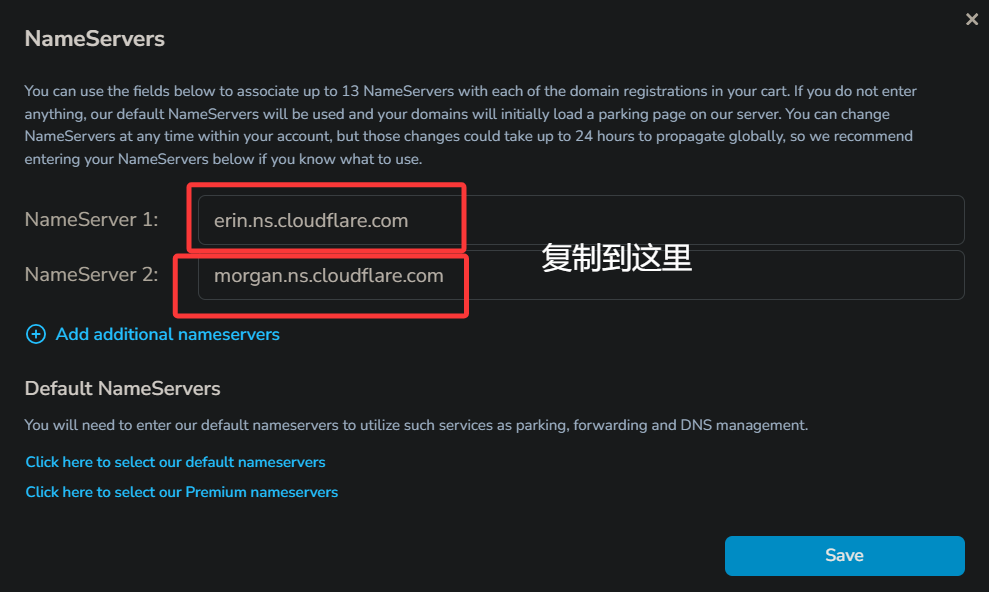 NameServers
You can use the fields below to associate up to 13 NameServers with each of the domain registrations in your cart. If you do not enter
anything, our default NameServers will be used and your domains will initially load a parking page on our server. You can change
NameServers at any time within your account, but those changes could take up to 24 hours to propagate globally, so we recommend
entering your NameServers below if you know what to use.
NameServer 1:
erin.ns.cloudflare.com
复制到这里
NameServer 2:
morgan.ns.cloudflare.com
Add additional nameservers
Default NameServers
You will need to enter our default nameservers to utilize such services as parking, forwarding and DNS management.
Click here to select our default nameservers
Click here to select our Premium nameservers
Save